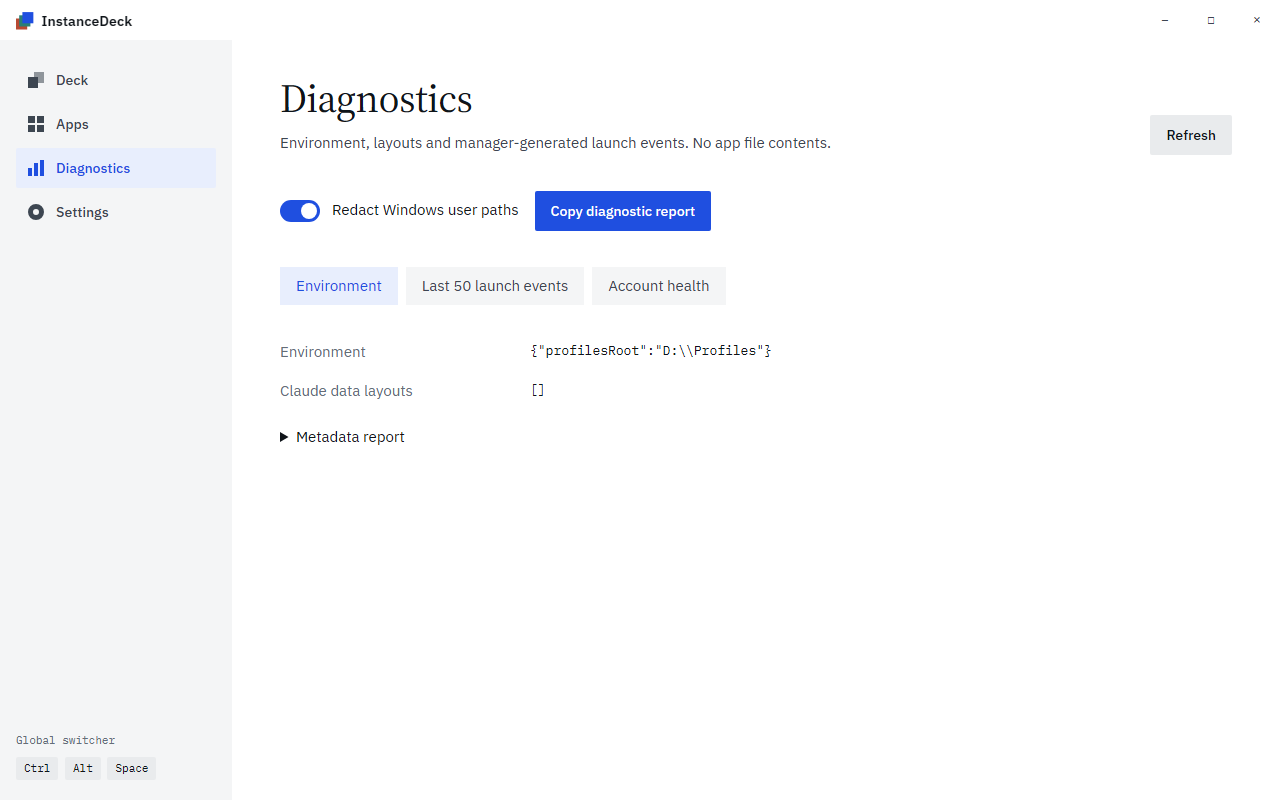 InstanceDeck
Deck
Apps
Diagnostics
Settings
Global switcher
Ctrl Alt Space
Diagnostics
Environment, layouts and manager-generated launch events. No app file contents.
Refresh
Redact Windows user paths
Copy diagnostic report
Environment
Last 50 launch events
Account health
Environment
{"profilesRoot":"D:\\Profiles"}
Claude data layouts
[]
Metadata report